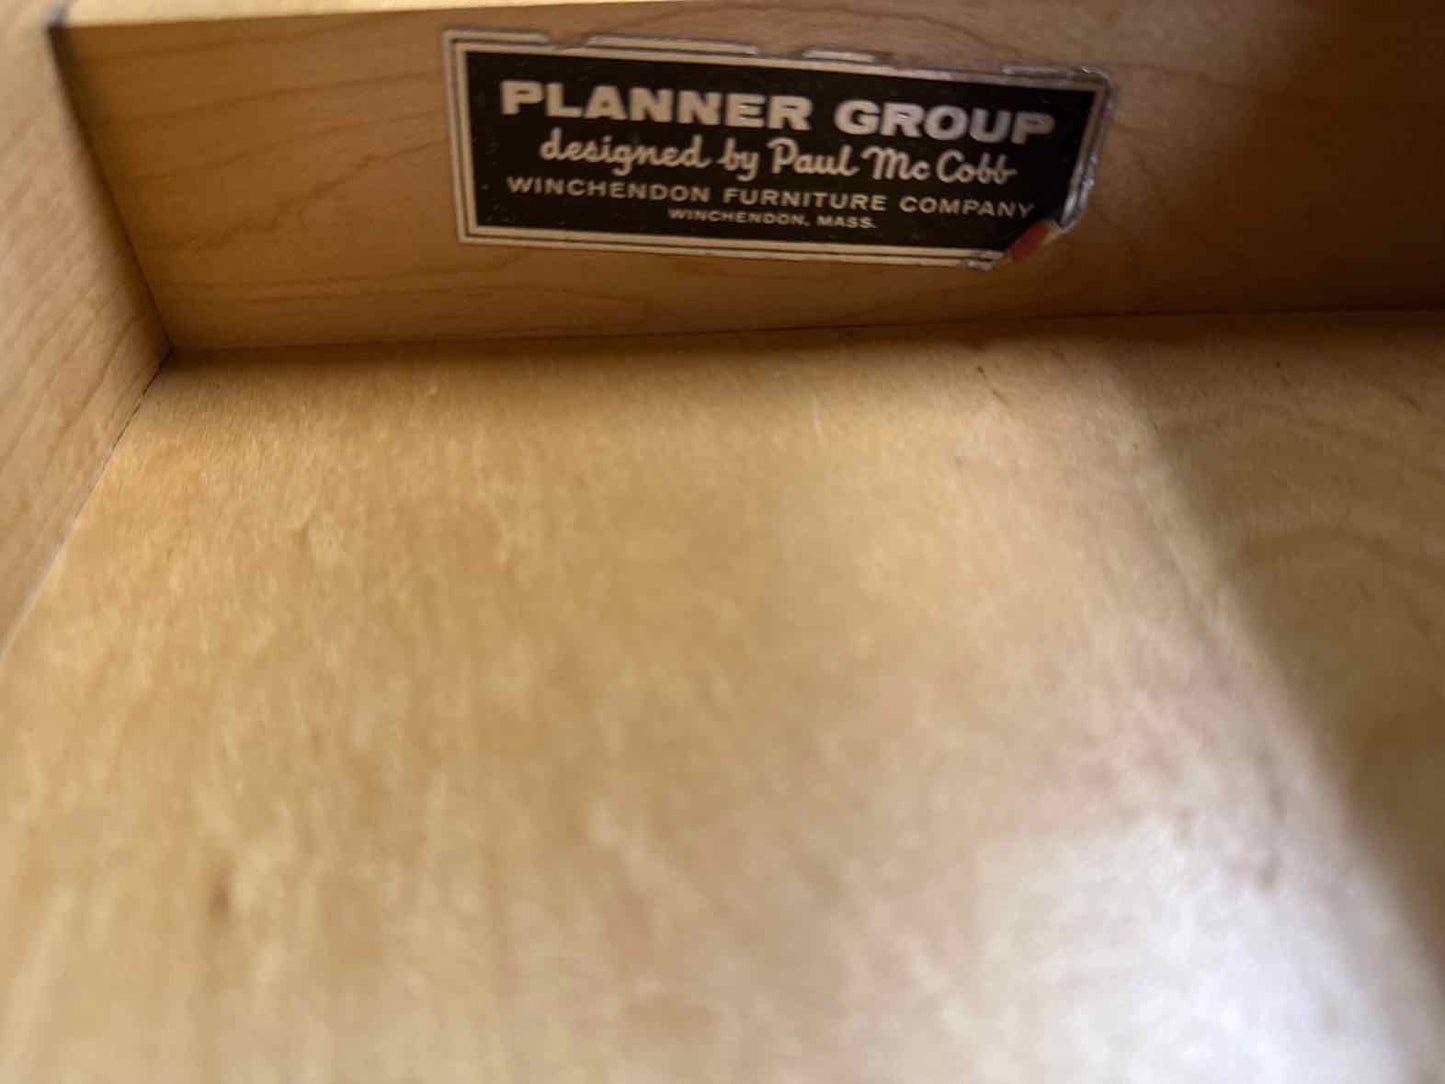 PLANNER GROUP
designed by Paul McCobb
WINCHENDON FURNITURE COMPANY
WINCHENDON, MASS.